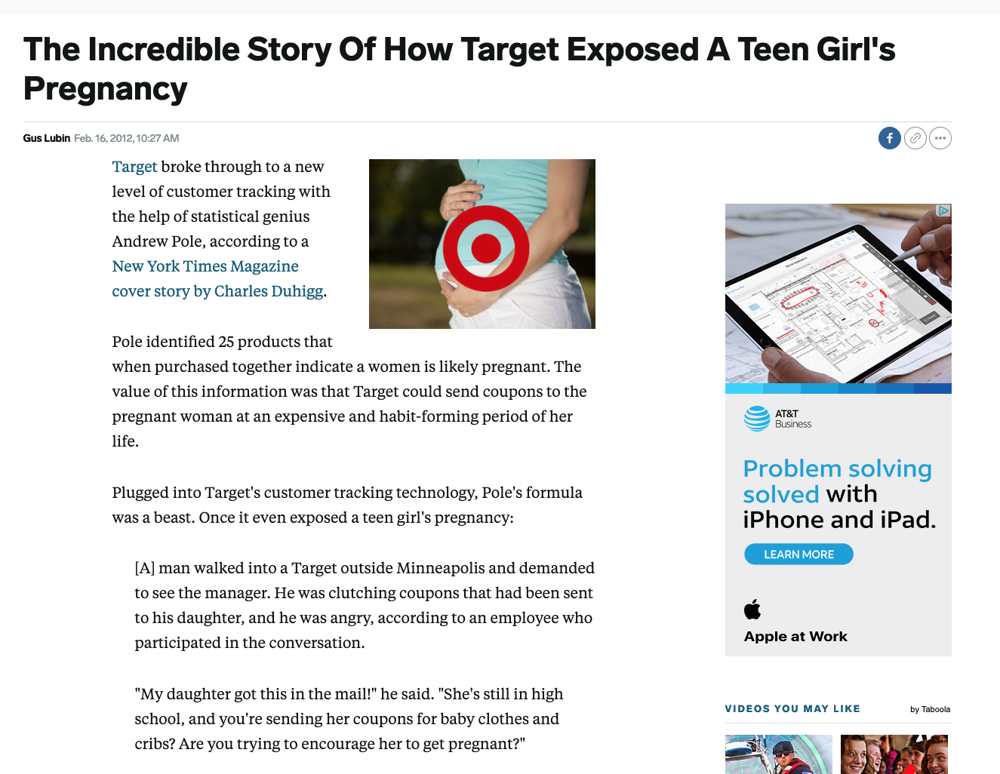 The Incredible Story Of How Target Exposed A Teen Girl's
Pregnancy
Gus Lubin Feb. 16, 2012, 10:27 AM
Target broke through to a new
level of customer tracking with
the help of statistical genius
Andrew Pole, according to a
New York Times Magazine
cover story by Charles Duhigg.
Pole identified 25 products that
when purchased together indicate a women is likely pregnant. The
value of this information was that Target could send coupons to the
pregnant woman at an expensive and habit-forming period of her
life.
Plugged into Target's customer tracking technology, Pole's formula
was a beast. Once it even exposed a teen girl's pregnancy:
[A] man walked into a Target outside Minneapolis and demanded
to see the manager. He was clutching coupons that had been sent
to his daughter, and he was angry, according to an employee who
participated in the conversation.
"My daughter got this in the mail!" he said. "She's still in high
school, and you're sending her coupons for baby clothes and
cribs? Are you trying to encourage her to get pregnant?"
AT&T
Business
Problem solving
solved with
iPhone and iPad.
LEARN MORE
Apple at Work
VIDEOS YOU MAY LIKE
by Taboola